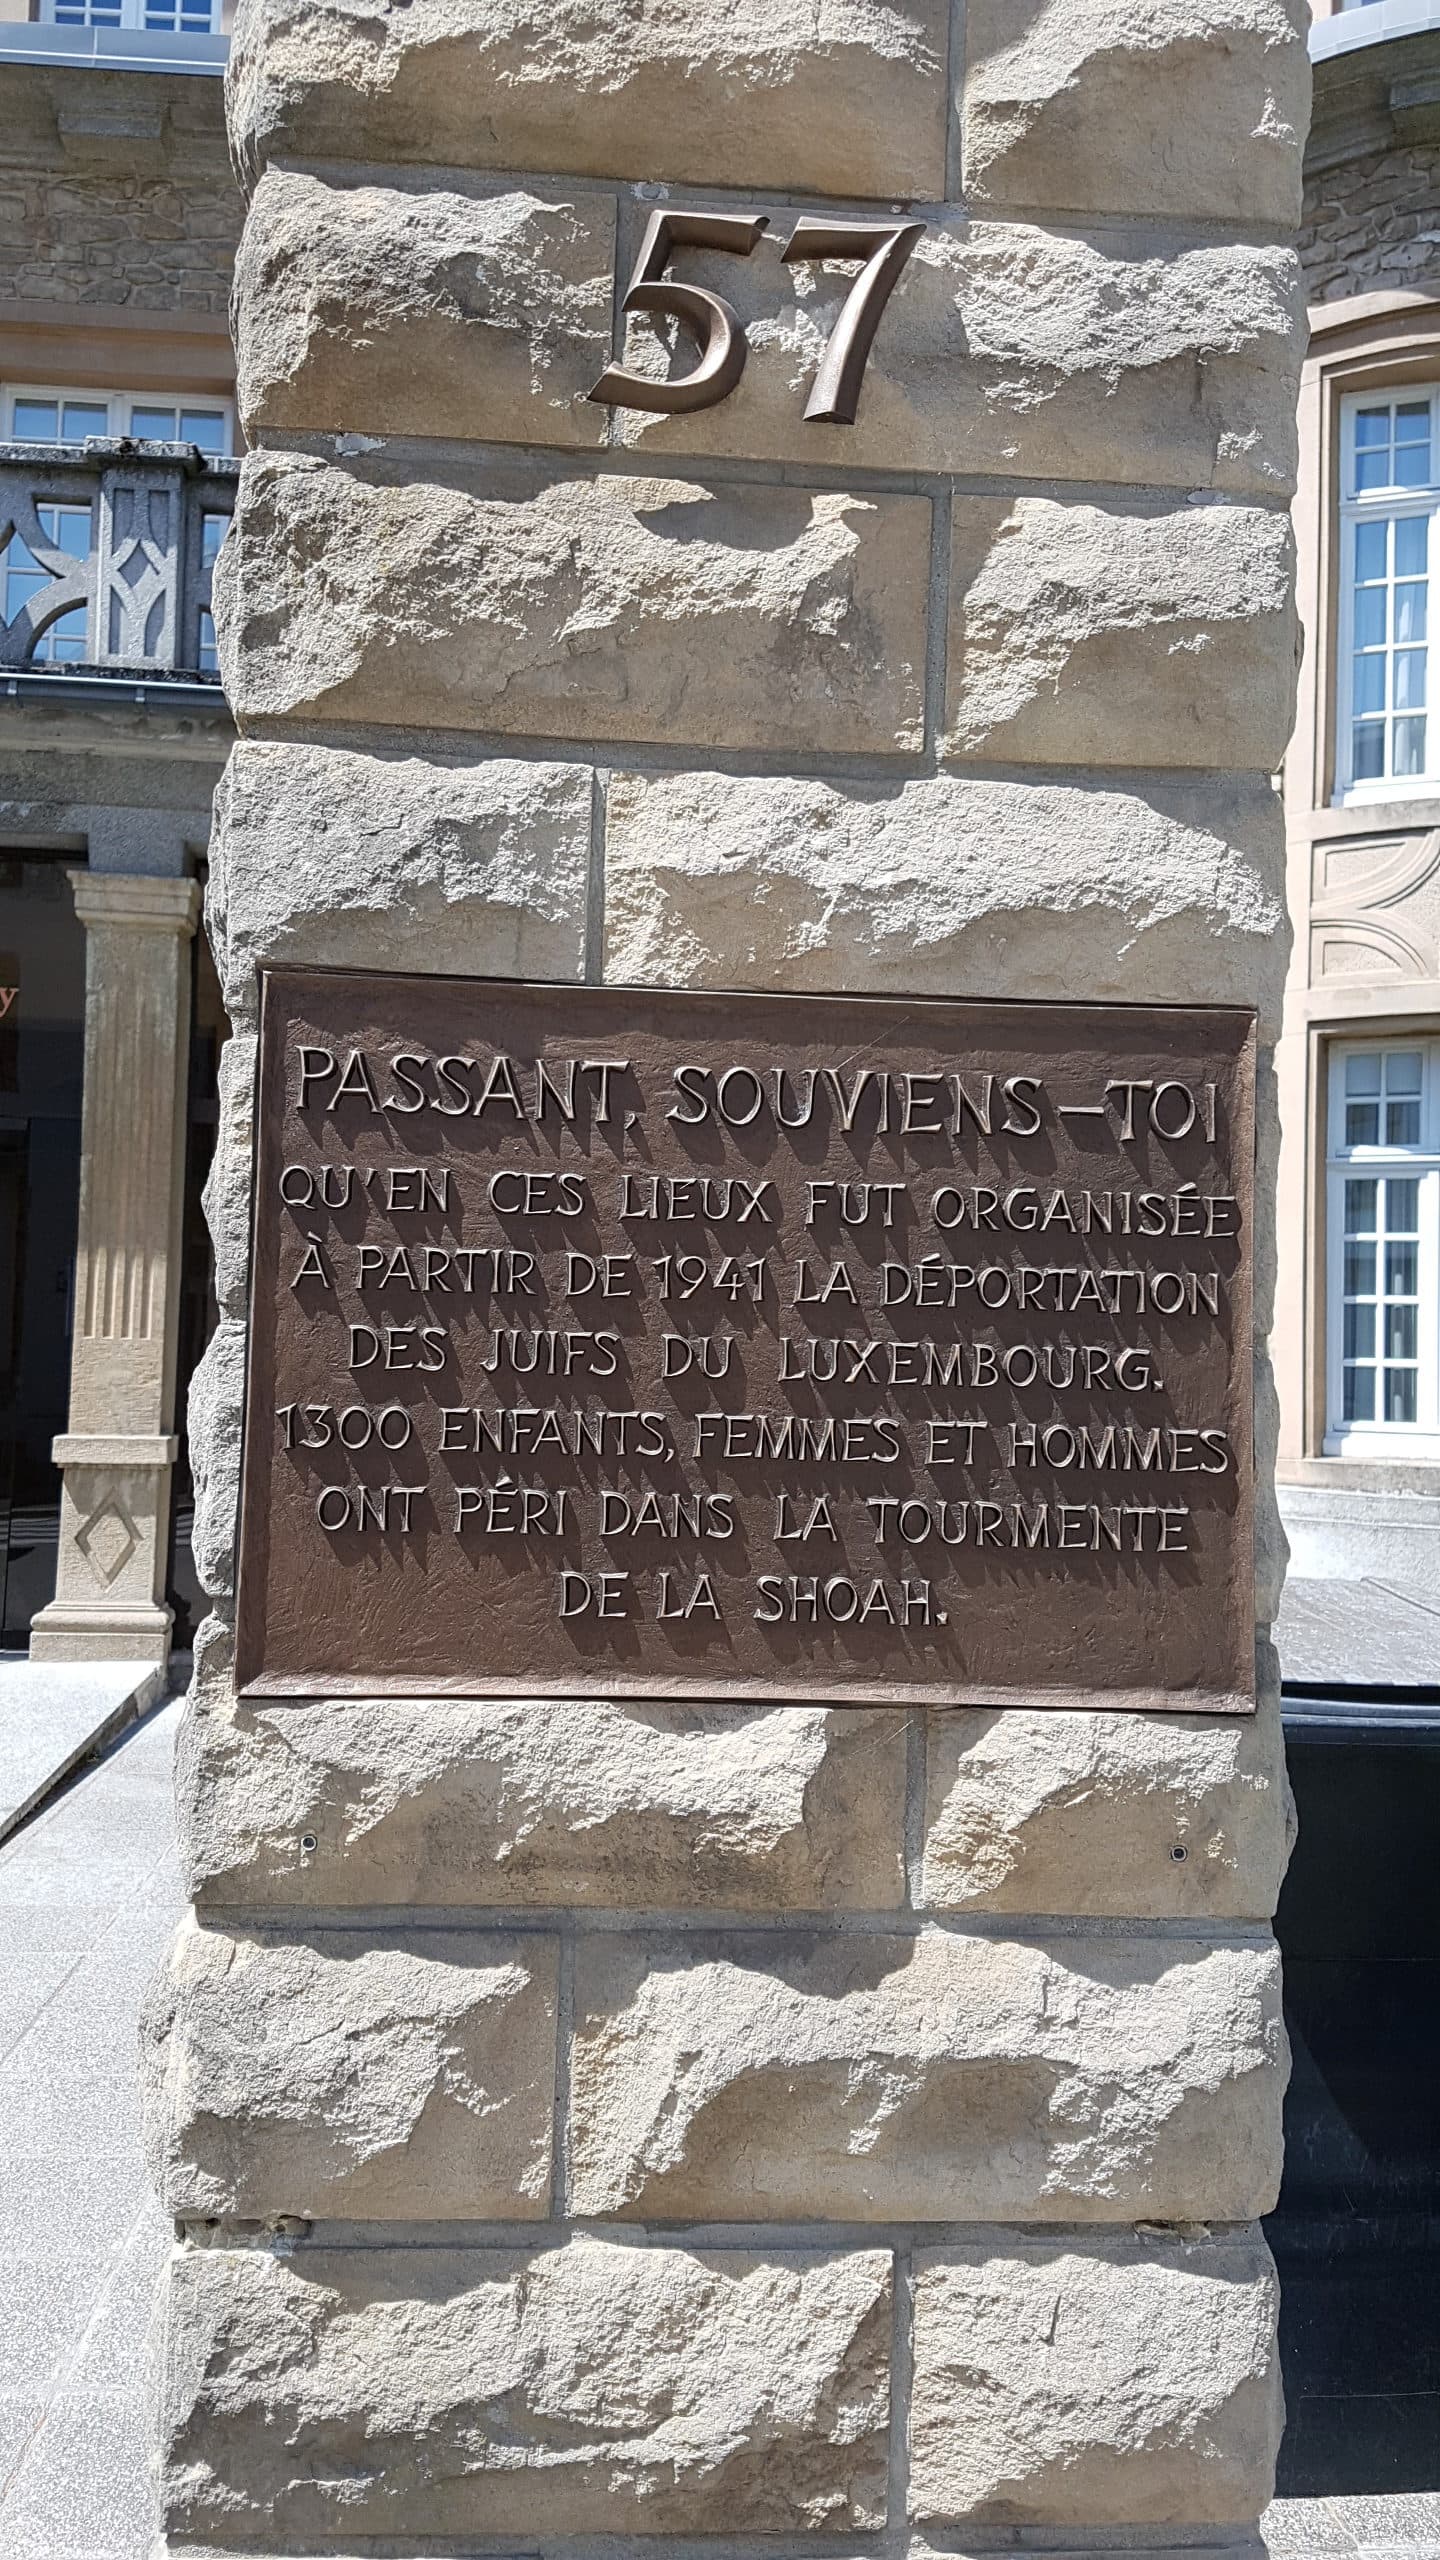 57
PASSANT, SOUVIENS-TOI
QU'EN CES LIEUX FUT ORGANISÉE
À PARTIR DE 1941 LA DÉPORTATION
DES JUIFS DU LUXEMBOURG.
1300 ENFANTS, FEMMES ET HOMMES
ONT PÉRI DANS LA TOURMENTE
DE LA SHOAH.